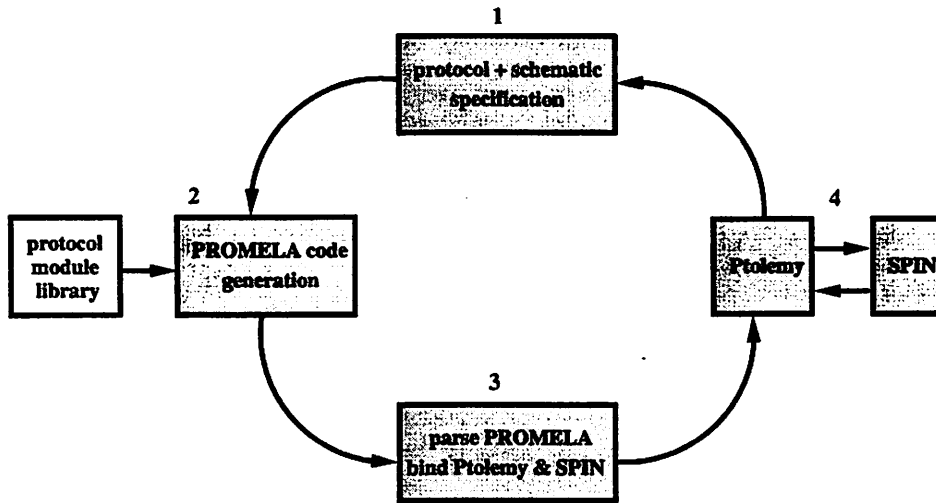 1
protocol + schematic
specification
2
protocol
module
library
PROMELA code
generation
4
Ptolemy
SPIN
3
parse PROMELA
bind Ptolemy & SPIN